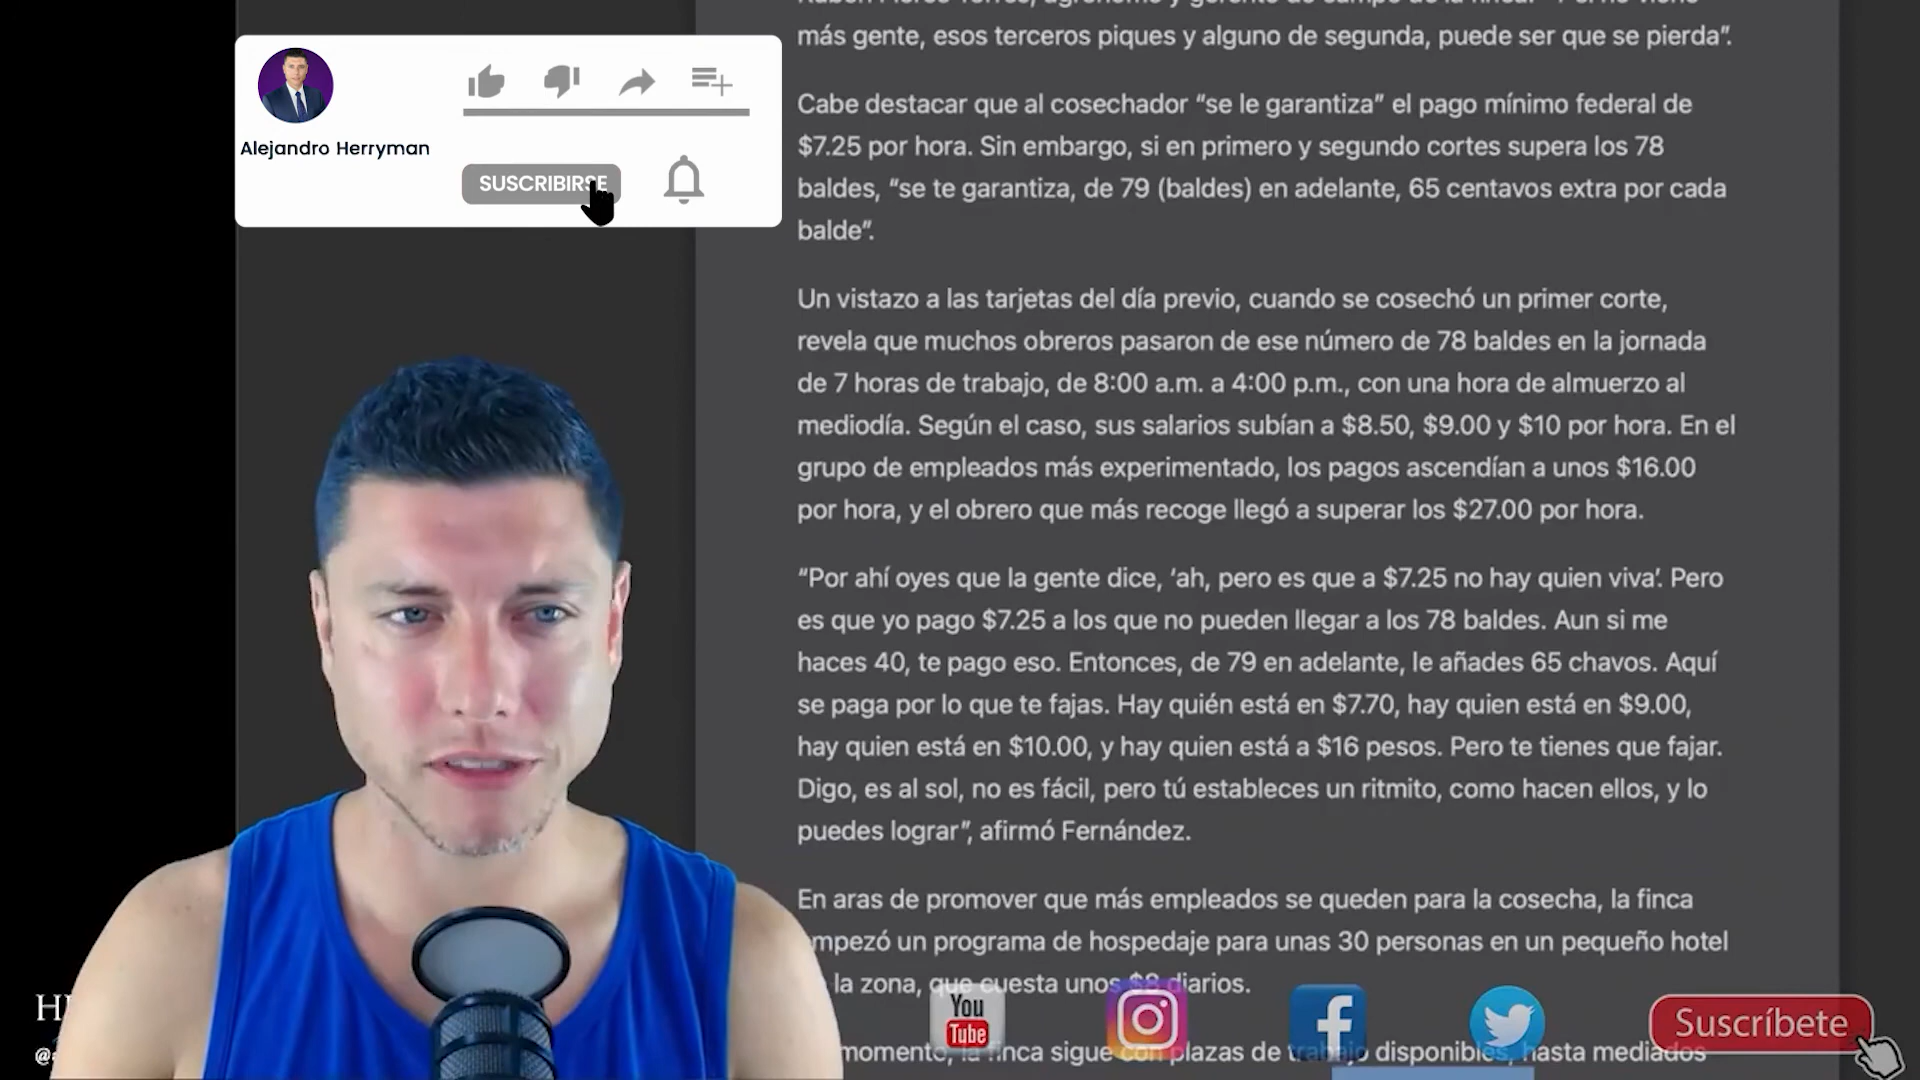 más gente, esos terceros piques y alguno de segunda, puede ser que se pierda”.
Alejandro Herryman
SUSCRIBIRSE
Cabe destacar que al cosechador “se le garantiza” el pago mínimo federal de
$7.25 por hora. Sin embargo, si en primero y segundo cortes supera los 78
baldes, “se te garantiza, de 79 (baldes) en adelante, 65 centavos extra por cada
balde”.
Un vistazo a las tarjetas del día previo, cuando se cosechó un primer corte,
revela que muchos obreros pasaron de ese número de 78 baldes en la jornada
de 7 horas de trabajo, de 8:00 a.m. a 4:00 p.m., con una hora de almuerzo al
mediodía. Según el caso, sus salarios subían a $8.50, $9.00 y $10 por hora. En el
grupo de empleados más experimentado, los pagos ascendían a unos $16.00
por hora, y el obrero que más recoge llegó a superar los $27.00 por hora.
“Por ahí oyes que la gente dice, ‘ah, pero es que a $7.25 no hay quien viva’. Pero
es que yo pago $7.25 a los que no pueden llegar a los 78 baldes. Aun si me
haces 40, te pago eso. Entonces, de 79 en adelante, le añades 65 chavos. Aquí
se paga por lo que te fajas. Hay quién está en $7.70, hay quien está en $9.00,
hay quien está en $10.00, y hay quien está a $16 pesos. Pero te tienes que fajar.
Digo, es al sol, no es fácil, pero tú estableces un ritmito, como hacen ellos, y lo
puedes lograr”, afirmó Fernández.
En aras de promover que más empleados se queden para la cosecha, la finca
mpezó un programa de hospedaje para unas 30 personas en un pequeño hotel
la zona, que cuesta unos $8 diarios.
You
Tube
Suscríbete
momento, la finca sigue con plazas de trabajo disponibles, hasta mediados